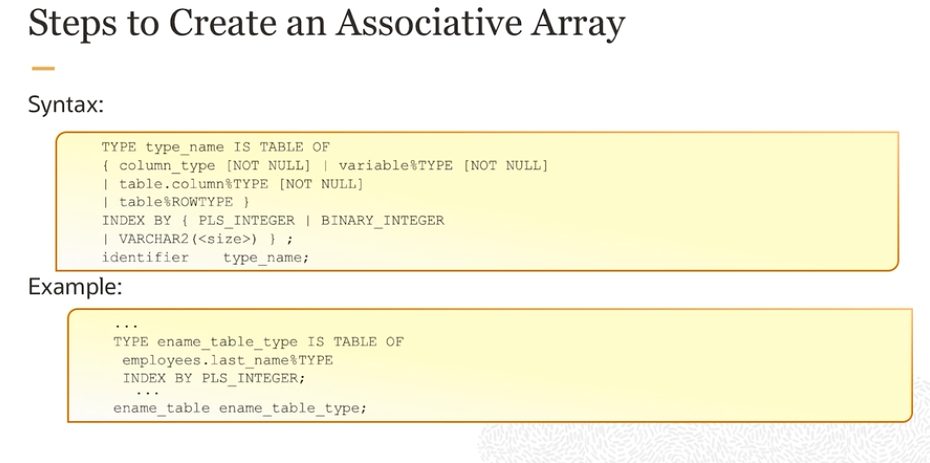 Steps to Create an Associative Array
Syntax:
TYPE type_name IS TABLE OF
{ column_type [NOT NULL] | variable%TYPE [NOT NULL]
| table.column%TYPE [NOT NULL]
| table%ROWTYPE }
INDEX BY { PLS_INTEGER | BINARY_INTEGER
| VARCHAR2(<size>) } ;
identifier    type_name;
Example:
...
TYPE ename_table_type IS TABLE OF
employees.last_name%TYPE
INDEX BY PLS_INTEGER;
...
ename_table ename_table_type;